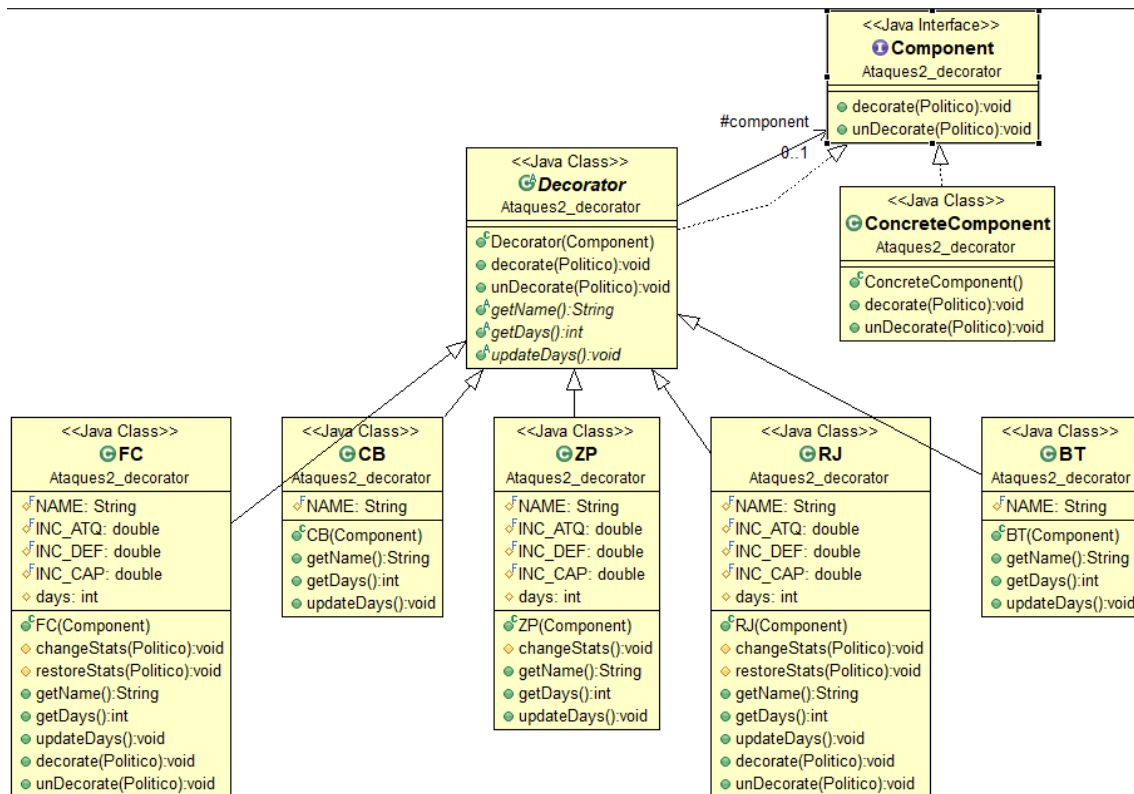 <<Java Interface>>
Component
Ataques2_decorator
decorate(Politico):void
unDecorate(Politico):void
#component
0..1
<<Java Class>>
Decorator
Ataques2_decorator
Decorator(Component)
decorate(Politico):void
unDecorate(Politico):void
getName():String
getDays():int
updateDays():void
<<Java Class>>
ConcreteComponent
Ataques2_decorator
ConcreteComponent()
decorate(Politico):void
unDecorate(Politico):void
<<Java Class>>
FC
Ataques2_decorator
NAME: String
INC_ATQ: double
INC_DEF: double
INC_CAP: double
days: int
FC(Component)
changeStats(Politico):void
restoreStats(Politico):void
getName():String
getDays():int
updateDays():void
decorate(Politico):void
unDecorate(Politico):void
<<Java Class>>
CB
Ataques2_decorator
NAME: String
CB(Component)
getName():String
getDays():int
updateDays():void
<<Java Class>>
ZP
Ataques2_decorator
NAME: String
INC_ATQ: double
INC_DEF: double
INC_CAP: double
days: int
ZP(Component)
changeStats():void
getName():String
getDays():int
updateDays():void
<<Java Class>>
RJ
Ataques2_decorator
NAME: String
INC_ATQ: double
INC_DEF: double
INC_CAP: double
days: int
RJ(Component)
changeStats(Politico):void
restoreStats(Politico):void
getName():String
getDays():int
updateDays():void
decorate(Politico):void
unDecorate(Politico):void
<<Java Class>>
BT
Ataques2_decorator
NAME: String
BT(Component)
getName():String
getDays():int
updateDays():void